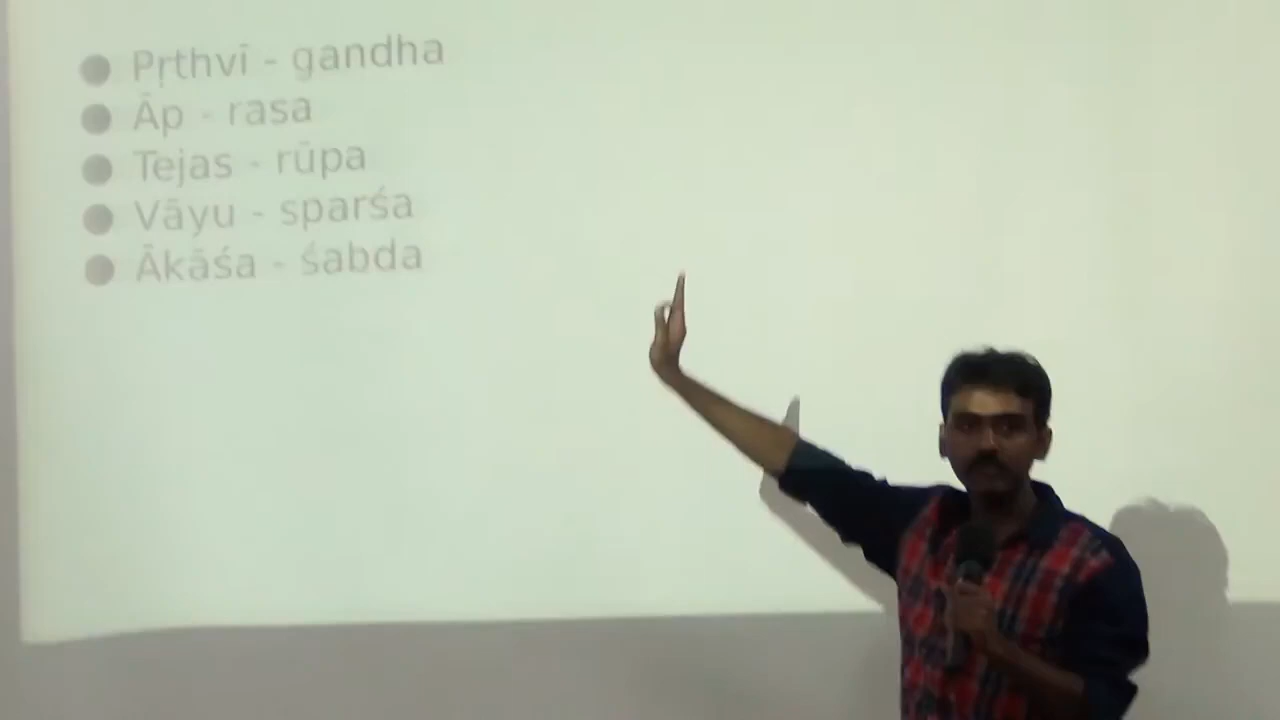 ● Pṛthvī - gandha
● Āp - rasa
● Tejas - rūpa
● Vāyu - sparśa
● Ākāśa - śabda